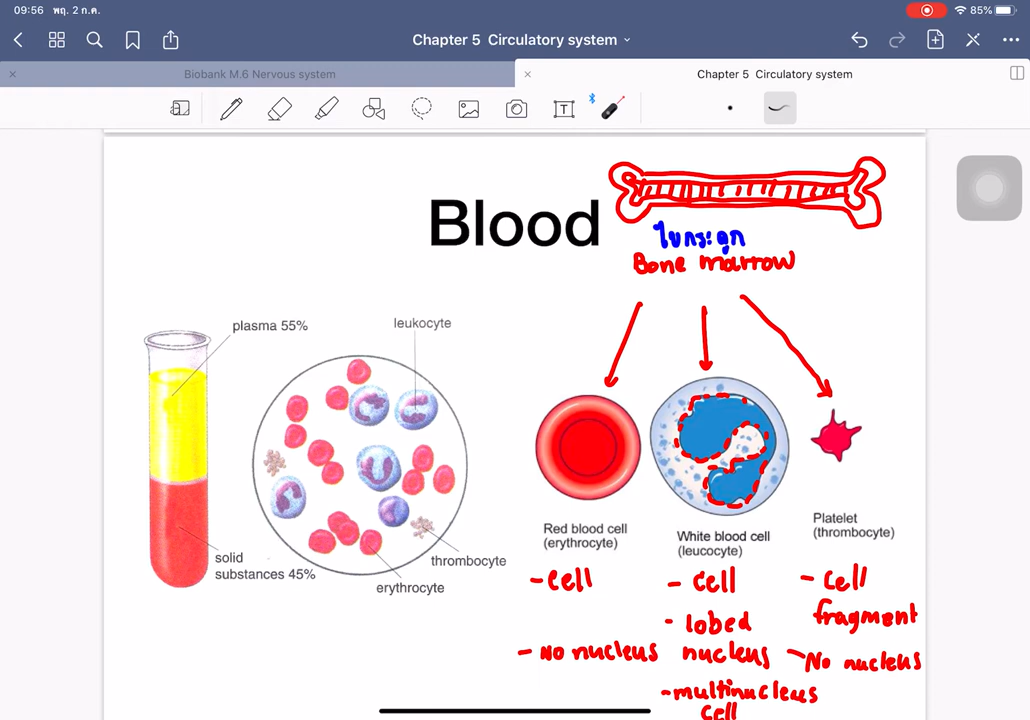 09:56 พฤ. 2 ก.ค.
85%
Chapter 5 Circulatory system
Biobank M.6 Nervous system
Chapter 5 Circulatory system
T
Blood
ไขกระดูก
Bone marrow
plasma 55%
leukocyte
solid
substances 45%
thrombocyte
erythrocyte
Red blood cell
(erythrocyte)
White blood cell
(leucocyte)
Platelet
(thrombocyte)
- cell
- No nucleus
- cell
- lobed
nucleus
- multinucleus
cell
- cell
fragment
- No nucleus